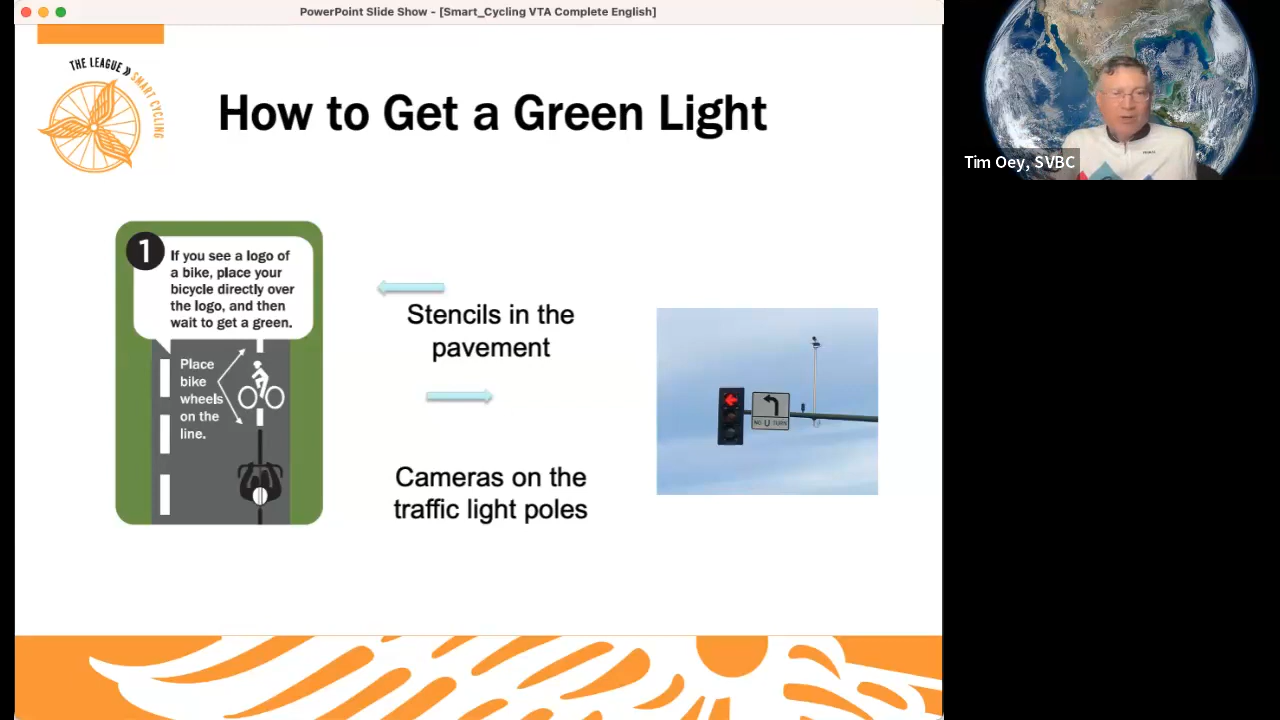 PowerPoint Slide Show - [Smart_Cycling VTA Complete English]
THE LEAGUE » SMART CYCLING
How to Get a Green Light
Tim Oey, SVBC
1
If you see a logo of
a bike, place your
bicycle directly over
the logo, and then
wait to get a green.
Place
bike
wheels
on the
line.
Stencils in the
pavement
Cameras on the
traffic light poles
NO U TURN